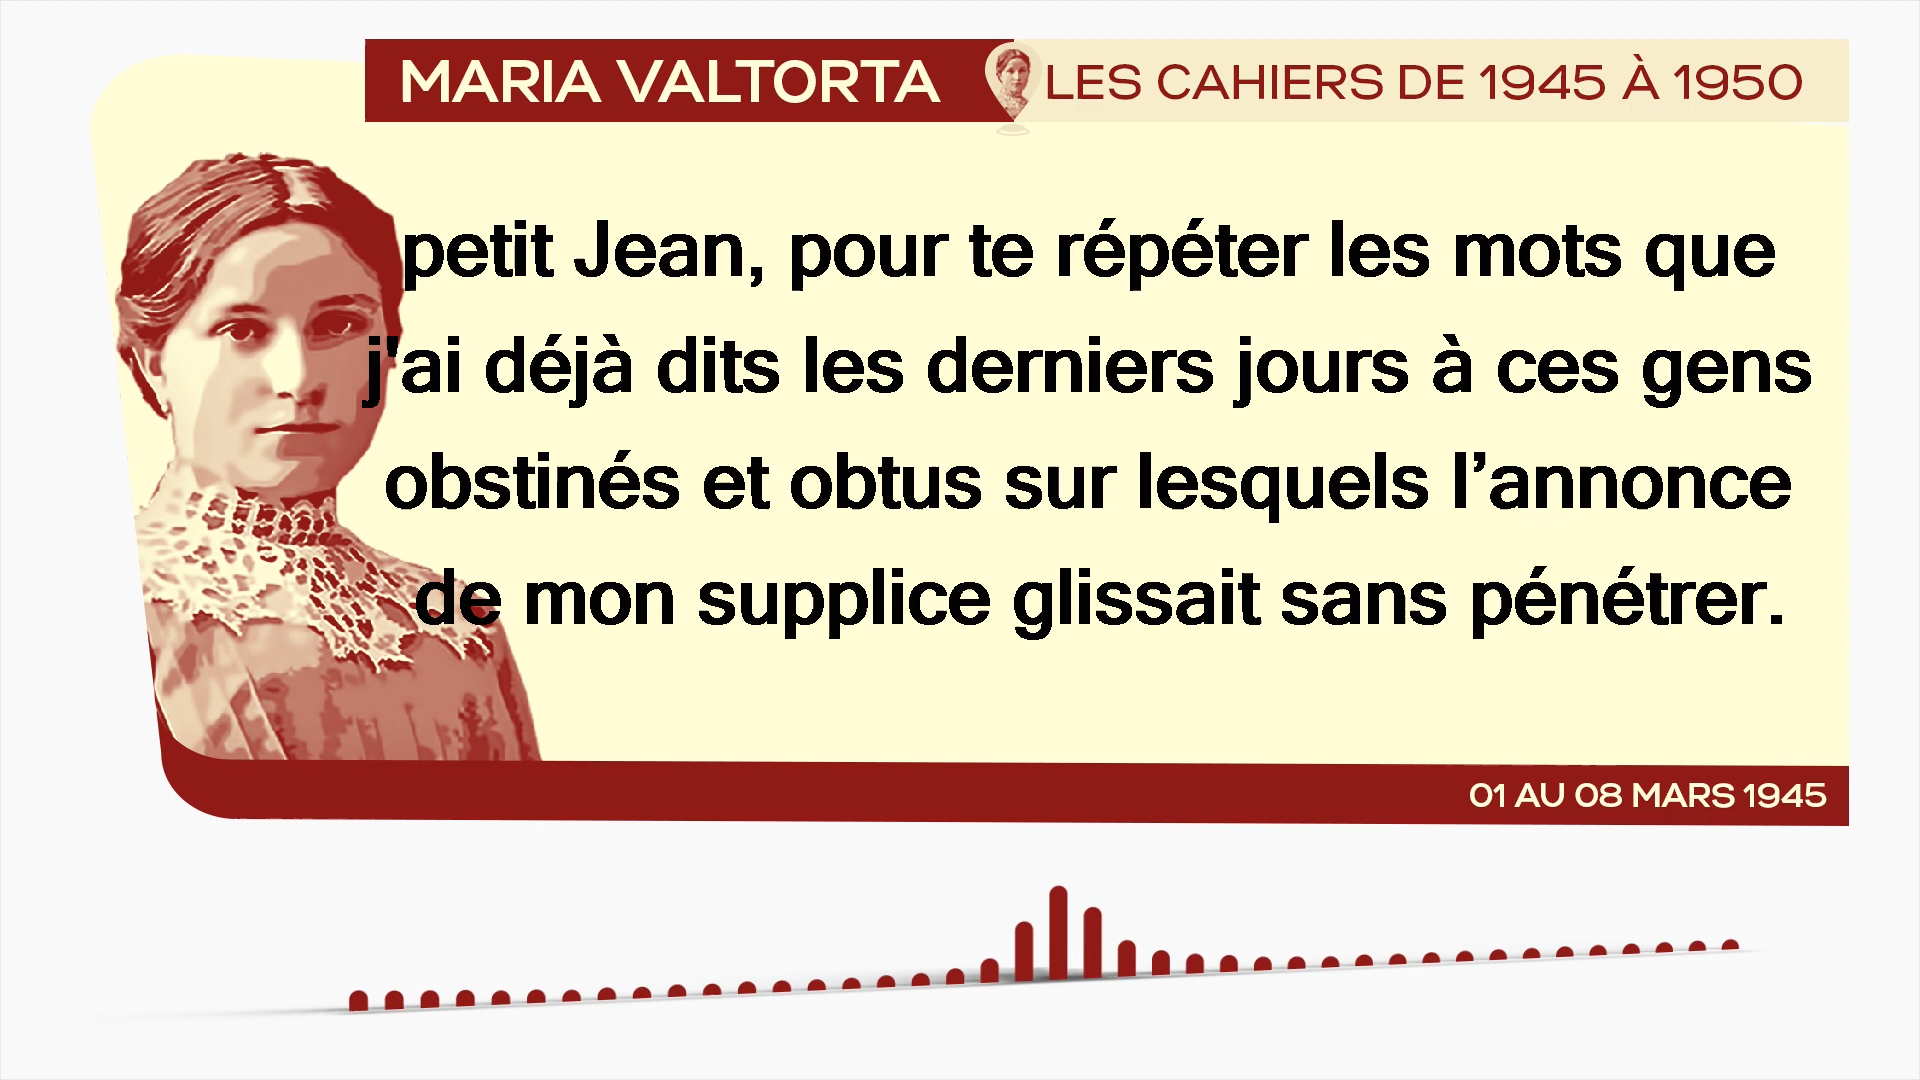 MARIA VALTORTA
LES CAHIERS DE 1945 À 1950
petit Jean, pour te répéter les mots que
j'ai déjà dits les derniers jours à ces gens
obstinés et obtus sur lesquels l’annonce
de mon supplice glissait sans pénétrer.
01 AU 08 MARS 1945